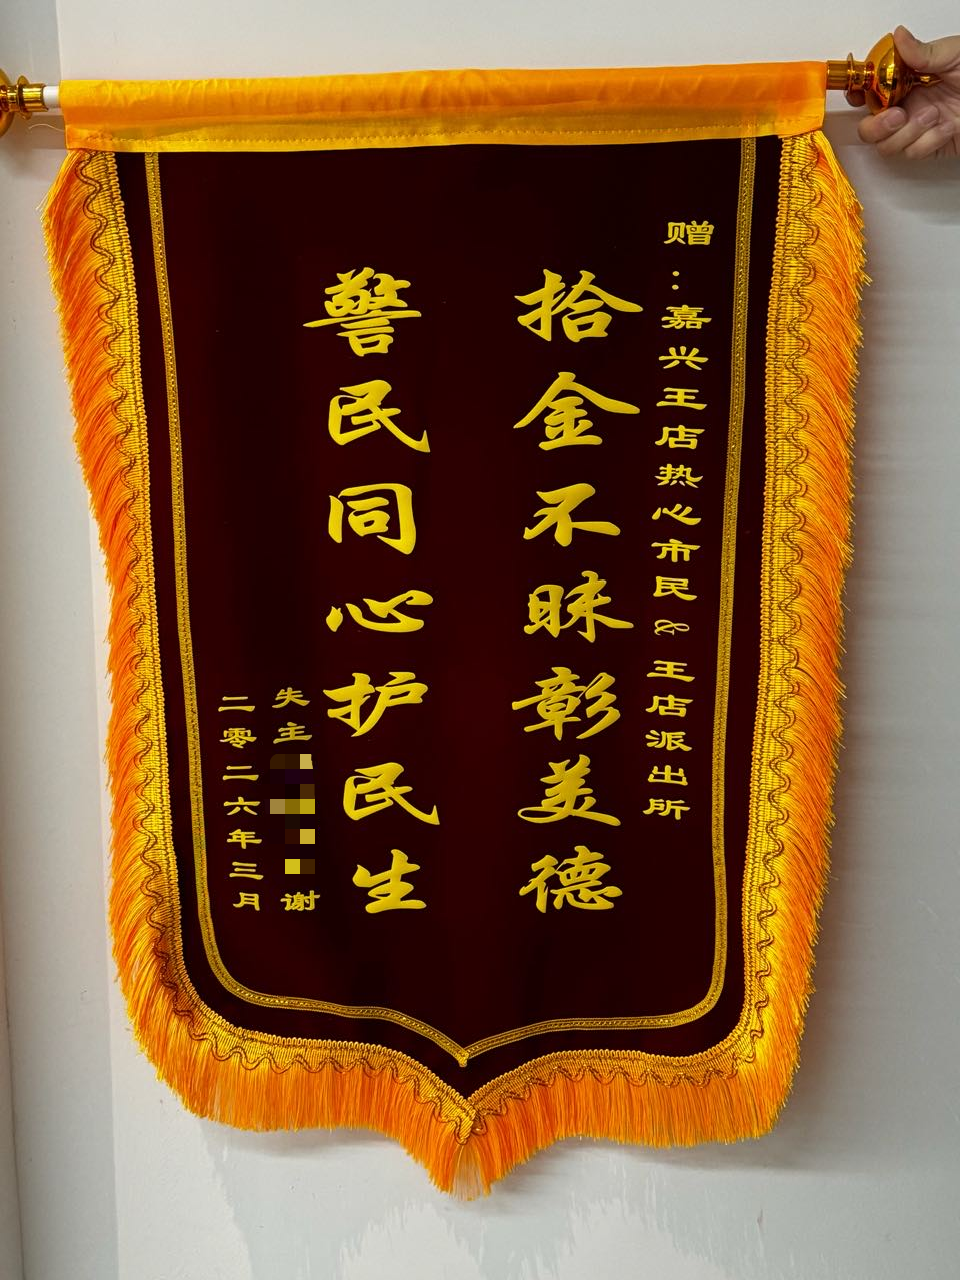 赠：嘉兴王店热心市民&王店派出所
拾金不昧彰美德
警民同心护民生
失主 谢
二零二六年三月